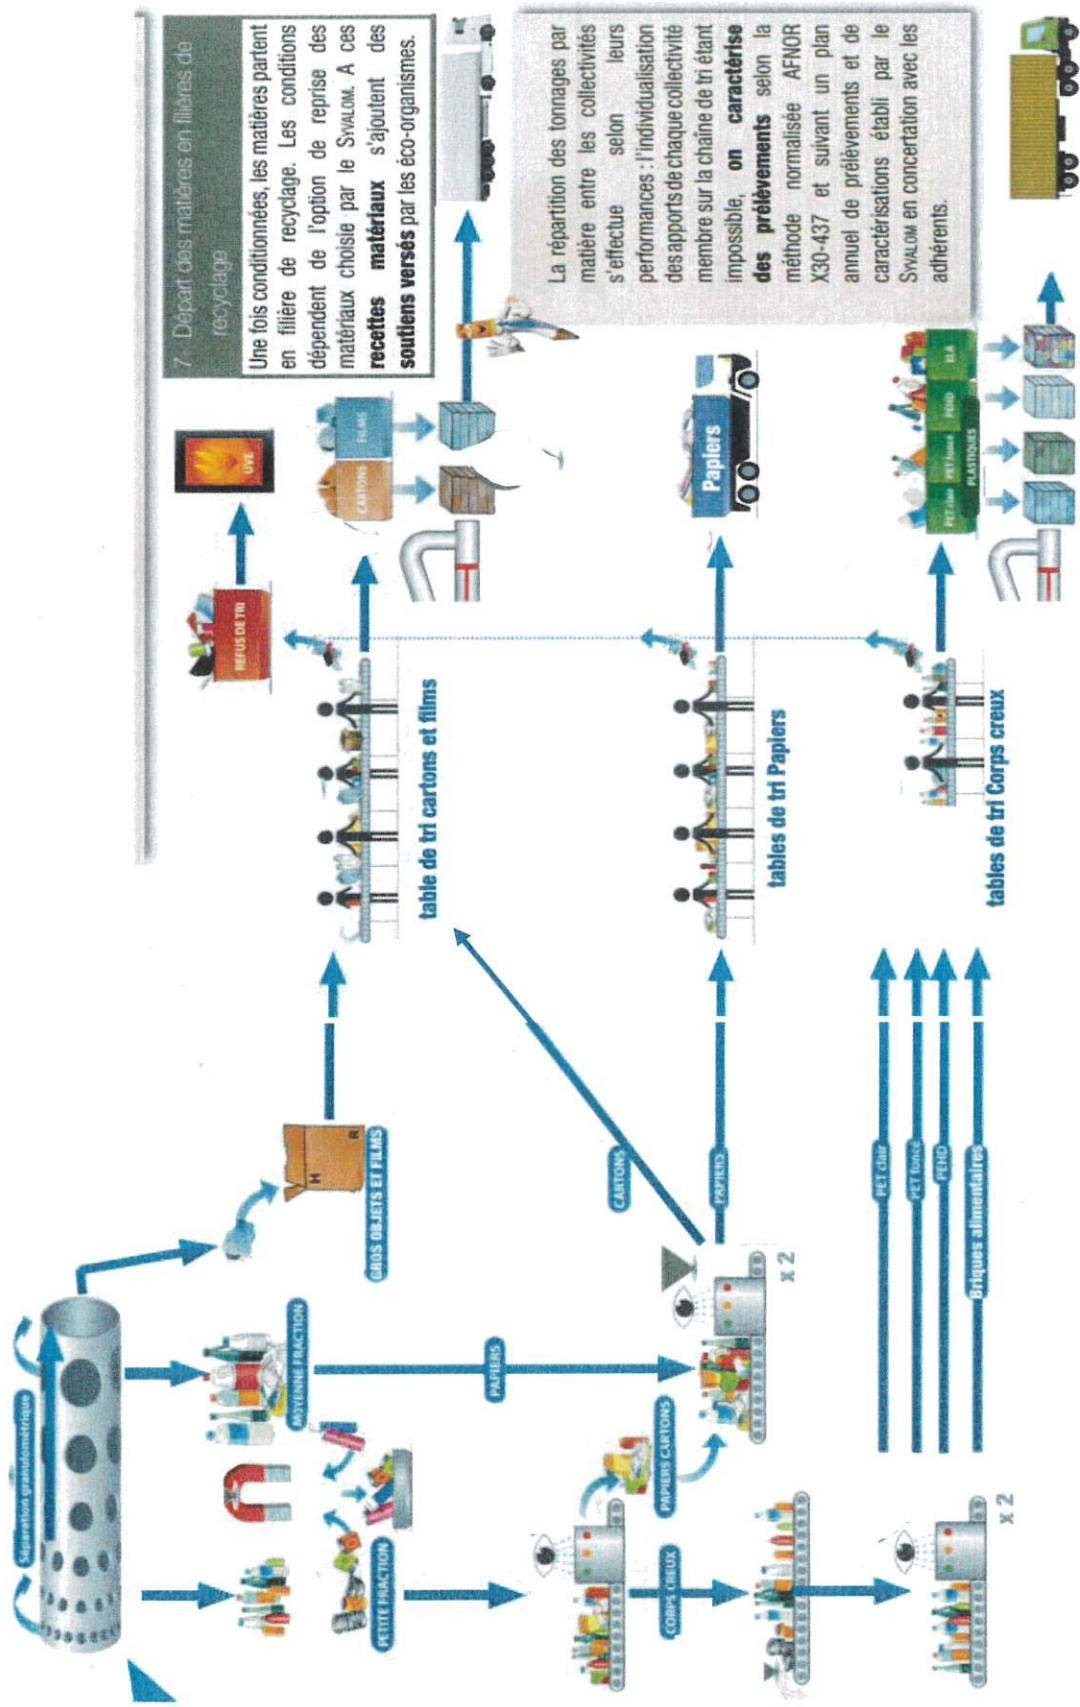 Séparation granulométrique
PETITE FRACTION
MOYENNE FRACTION
GROS OBJETS ET FILMS
PAPIERS
CORPS CREUX
PAPIERS CARTONS
x 2
x 2
CARTONS
PAPIERS
PET clair
PET foncé
PEHD
Briques alimentaires
table de tri cartons et films
tables de tri Papiers
tables de tri Corps creux
REFUS DE TRI
UVE
CARTONS
FILMS
Papiers
PET clair
PET foncé
PEHD
ELA
PLASTIQUES
H
R
7- Départ des matières en filières de
recyclage
Une fois conditionnées, les matières partent
en filière de recyclage. Les conditions
dépendent de l'option de reprise des
matériaux choisie par le SYVALOM. A ces
recettes matériaux s'ajoutent des
soutiens versés par les éco-organismes.
La répartition des tonnages par
matière entre les collectivités
s'effectue selon leurs
performances : l'individualisation
des apports de chaque collectivité
membre sur la chaîne de tri étant
impossible, on caractérise
des prélèvements selon la
méthode normalisée AFNOR
X30-437 et suivant un plan
annuel de prélèvements et de
caractérisations établi par le
SYVALOM en concertation avec les
adhérents.